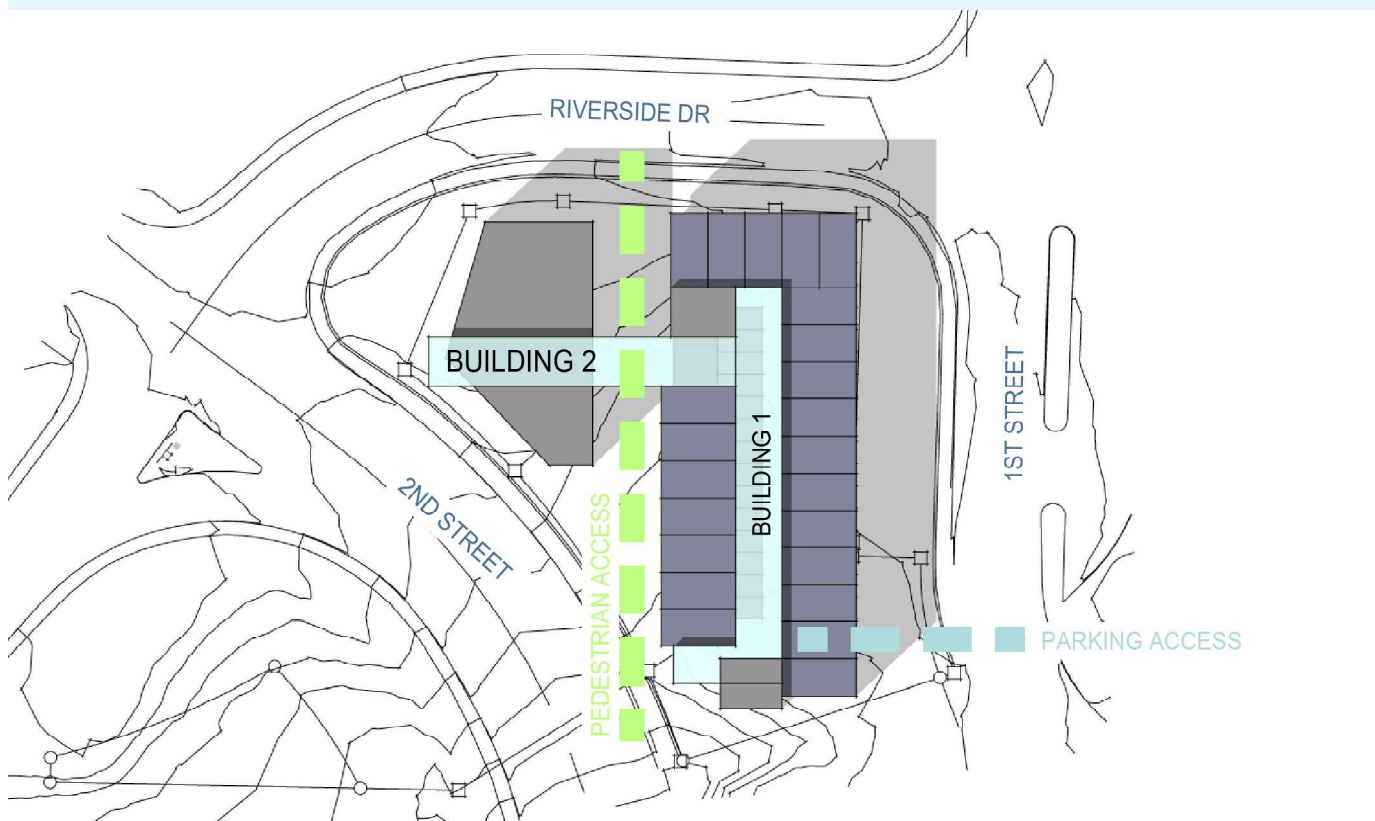 RIVERSIDE DR
BUILDING 2
BUILDING 1
1ST STREET
2ND STREET
PEDESTRIAN ACCESS
PARKING ACCESS